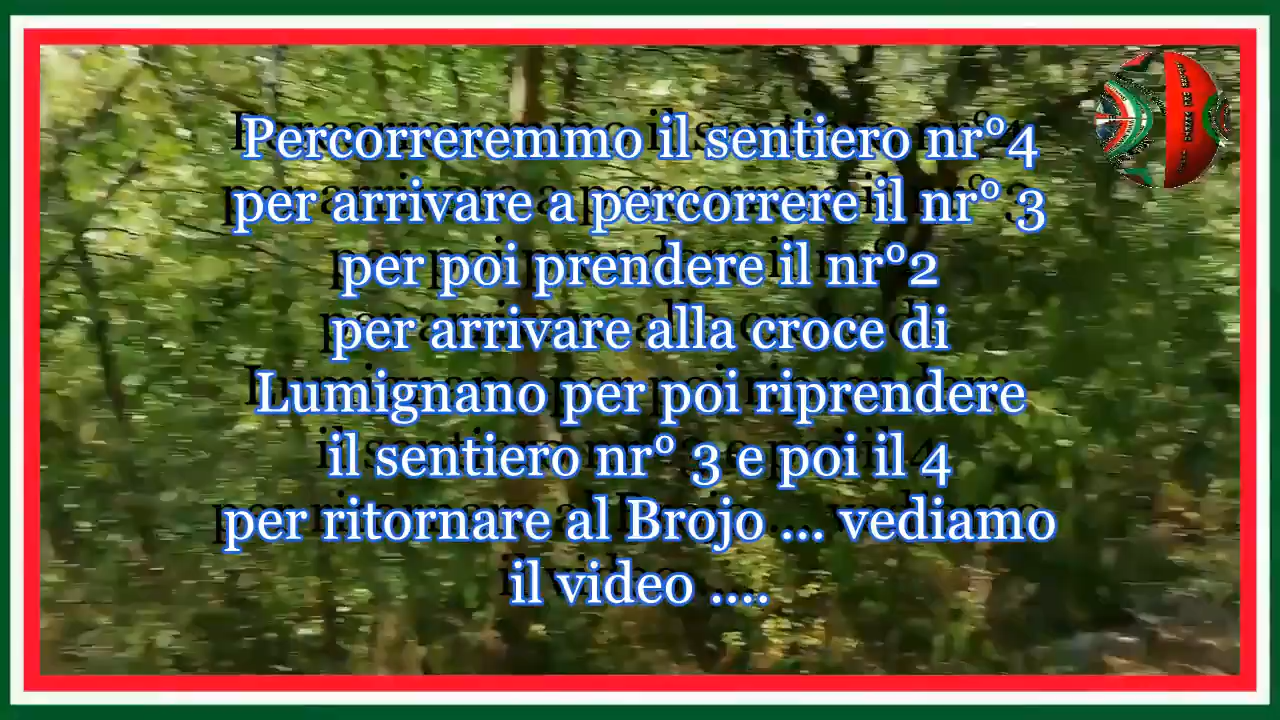 Percorreremmo il sentiero nr°4
per arrivare a percorrere il nr° 3
per poi prendere il nr°2
per arrivare alla croce di
Lumignano per poi riprendere
il sentiero nr° 3 e poi il 4
per ritornare al Brojo ... vediamo
il video ....